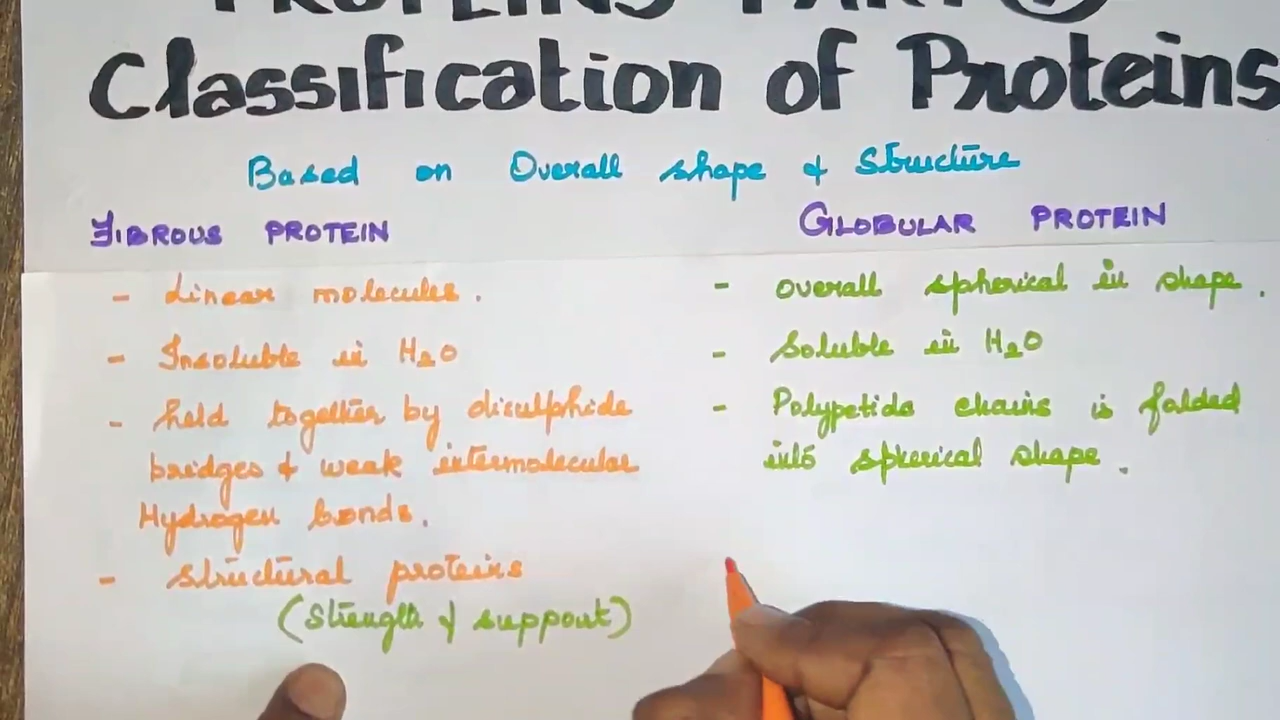 PROTEINS PART
Classification of Proteins
Based on Overall shape & Structure
FIBROUS PROTEIN
GLOBULAR PROTEIN
- Linear molecules.
- Insoluble in H2O
- held together by disulphide
bridges & weak intermolecular
Hydrogen bonds.
- structural proteins
(Strength & support)
- overall spherical in shape.
- Soluble in H2O
- Polypetide chains is folded
into spherical shape.